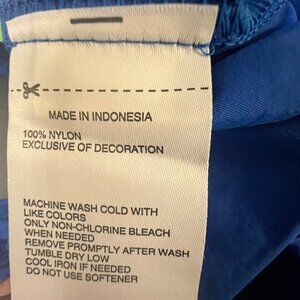 MADE IN INDONESIA
100% NYLON
EXCLUSIVE OF DECORATION
MACHINE WASH COLD WITH
LIKE COLORS
ONLY NON-CHLORINE BLEACH
WHEN NEEDED
REMOVE PROMPTLY AFTER WASH
TUMBLE DRY LOW
COOL IRON IF NEEDED
DO NOT USE SOFTENER